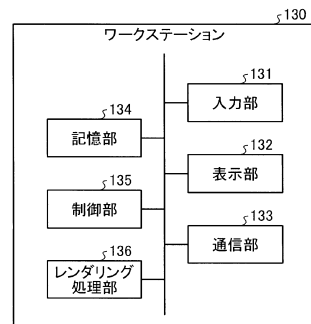 130
ワークステーション
131
入力部
134
記憶部
132
表示部
135
制御部
133
通信部
136
レンダリング
処理部